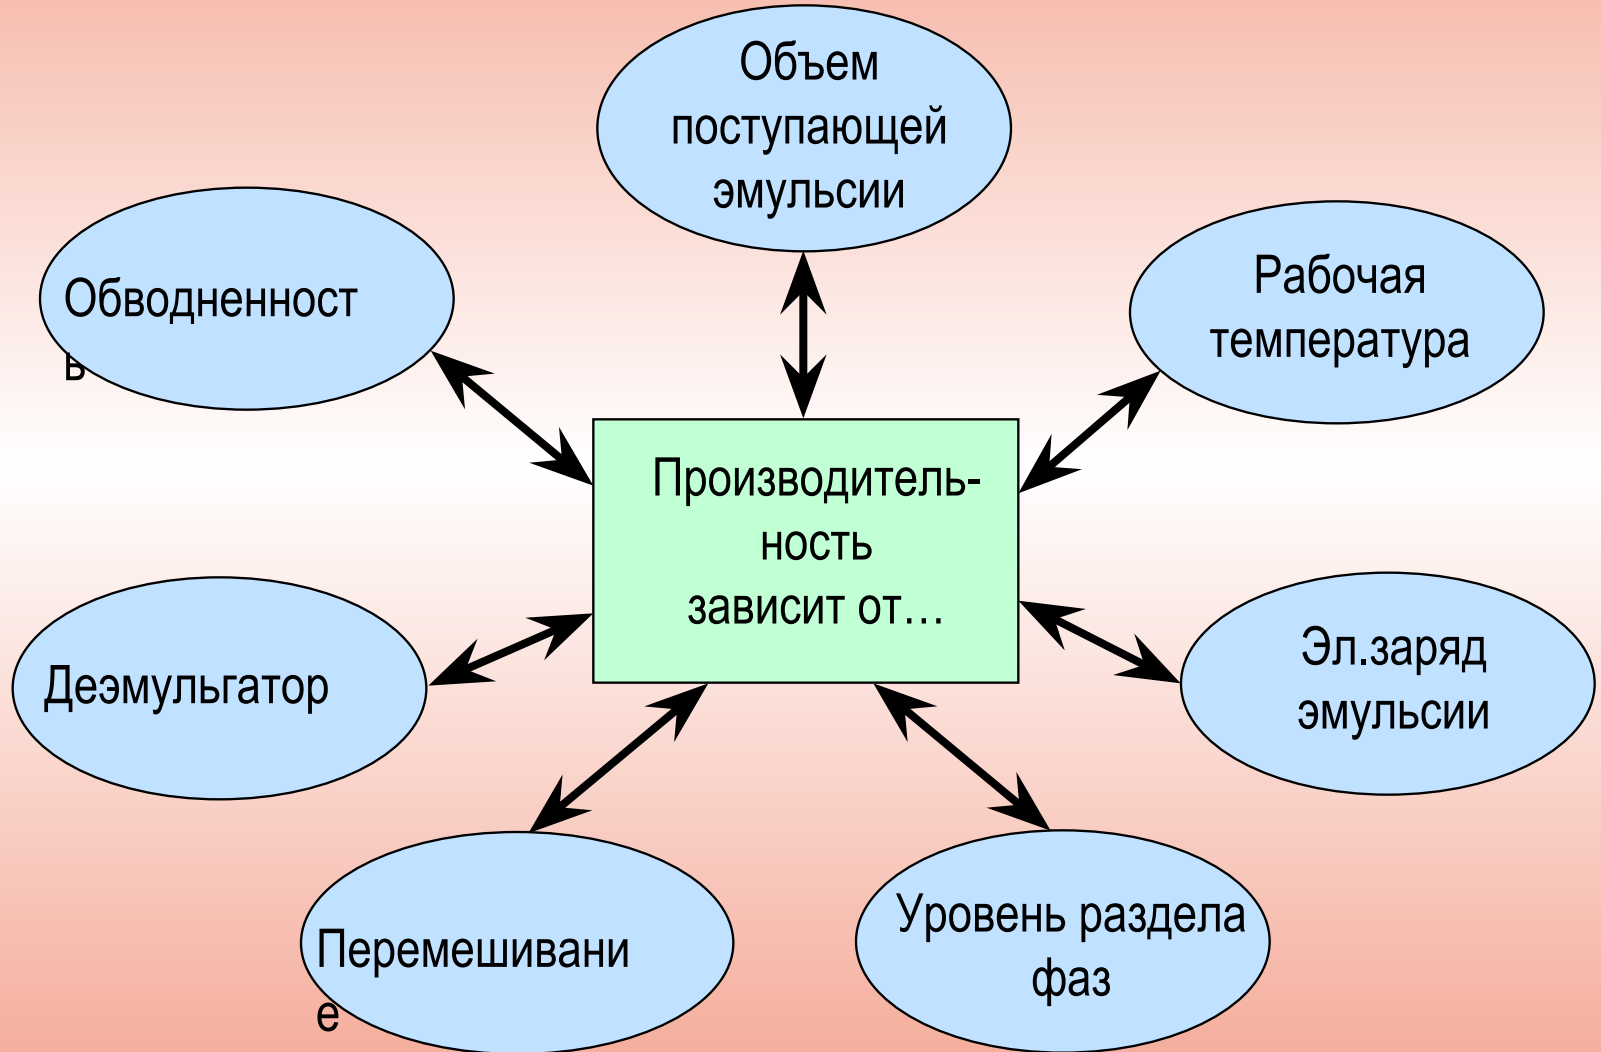 Объем
поступающей
эмульсии
Обводненност
ь
Рабочая
температура
Производитель-
ность
зависит от…
Деэмульгатор
Эл.заряд
эмульсии
Перемешивани
е
Уровень раздела
фаз